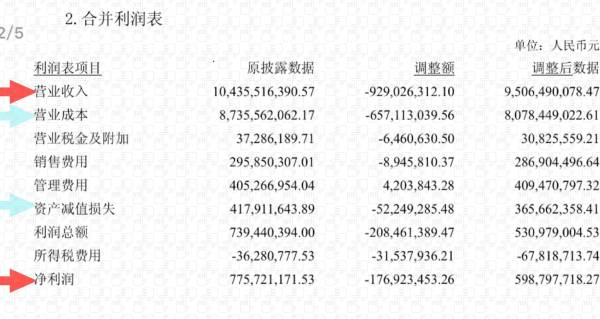 2. 合并利润表
2/5
单位：人民币元
利润表项目 原披露数据 调整额 调整后数据
营业收入 10,435,516,390.57 -929,026,312.10 9,506,490,078.47
营业成本 8,735,562,062.17 -657,113,039.56 8,078,449,022.61
营业税金及附加 37,286,189.71 -6,460,630.50 30,825,559.21
销售费用 295,850,307.01 -8,945,810.37 286,904,496.64
管理费用 405,266,954.04 4,203,843.28 409,470,797.32
资产减值损失 417,911,643.89 -52,249,285.48 365,662,358.41
利润总额 739,440,394.00 -208,461,389.47 530,979,004.53
所得税费用 -36,280,777.53 -31,537,936.21 -67,818,713.74
净利润 775,721,171.53 -176,923,453.26 598,797,718.27